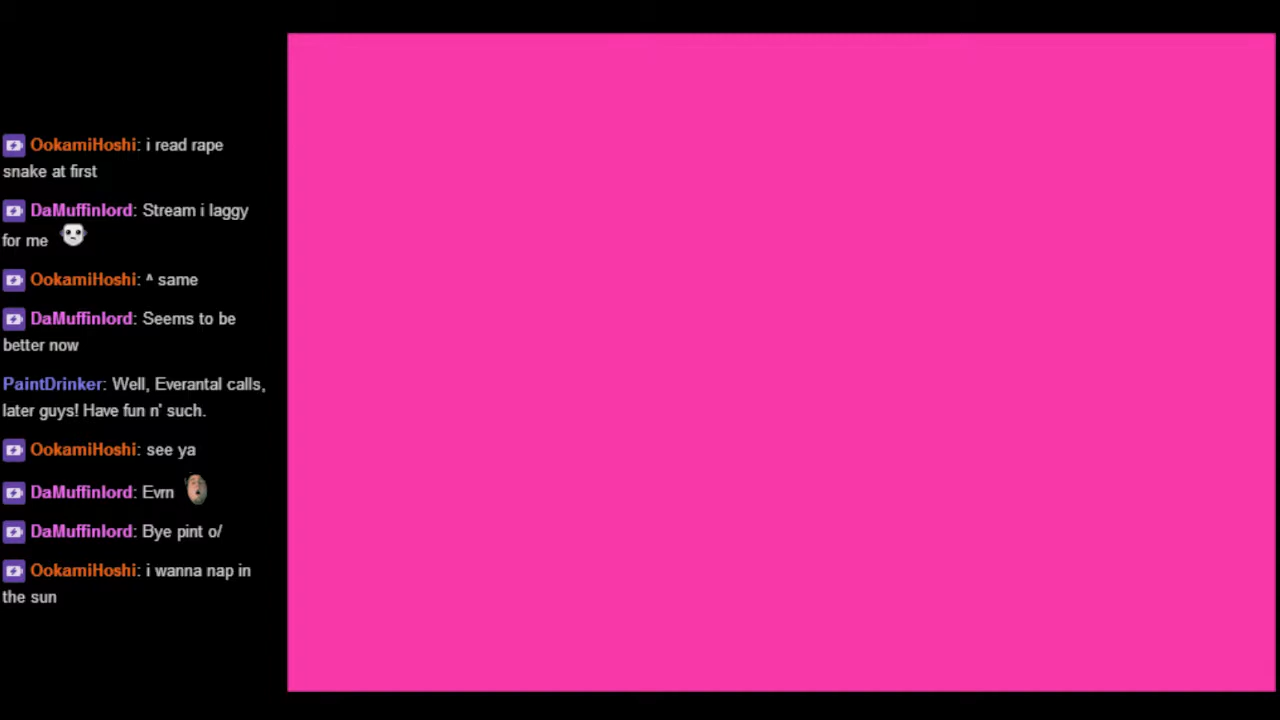 OokamiHoshi: i read rape
snake at first
DaMuffinlord: Stream i laggy
for me
OokamiHoshi: ^ same
DaMuffinlord: Seems to be
better now
PaintDrinker: Well, Everantal calls,
later guys! Have fun n' such.
OokamiHoshi: see ya
DaMuffinlord: Evrn
DaMuffinlord: Bye pint o/
OokamiHoshi: i wanna nap in
the sun